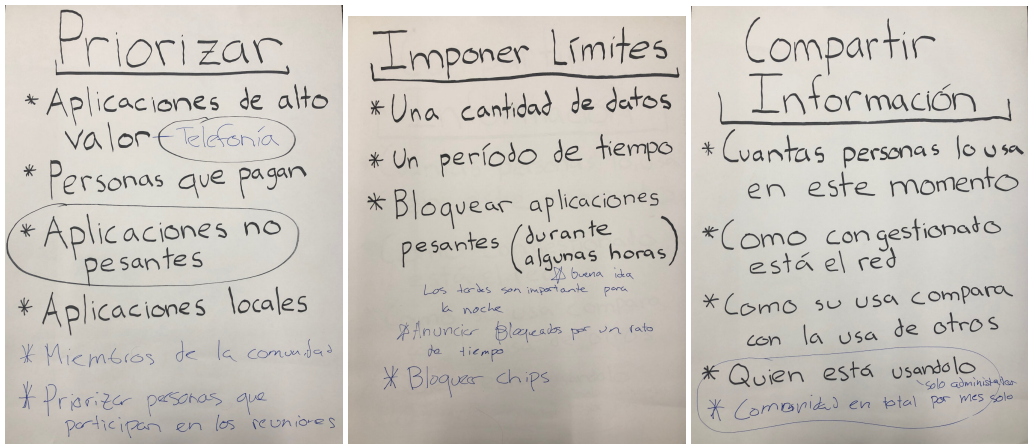 Priorizar
* Aplicaciones de alto
valor - Telefonía
* Personas que pagan
* Aplicaciones no
pesantes
* Aplicaciones locales
* Miembros de la comunidad
* Priorizar personas que
participan en los reuniones
Imponer Límites
* Una cantidad de datos
* Un período de tiempo
* Bloquear aplicaciones
pesantes (durante
algunas horas)
* buena idea
Los tardes son importante para
la noche
* Anunciar Bloqueados por un rato
de tiempo
* Bloquear chips
Compartir
Información
* Cuantas personas lo usa
en este momento
* Como congestionado
está el red
* Como su usa compara
con la usa de otros
* Quien está usandolo
solo
* Comunidad en total por mes solo